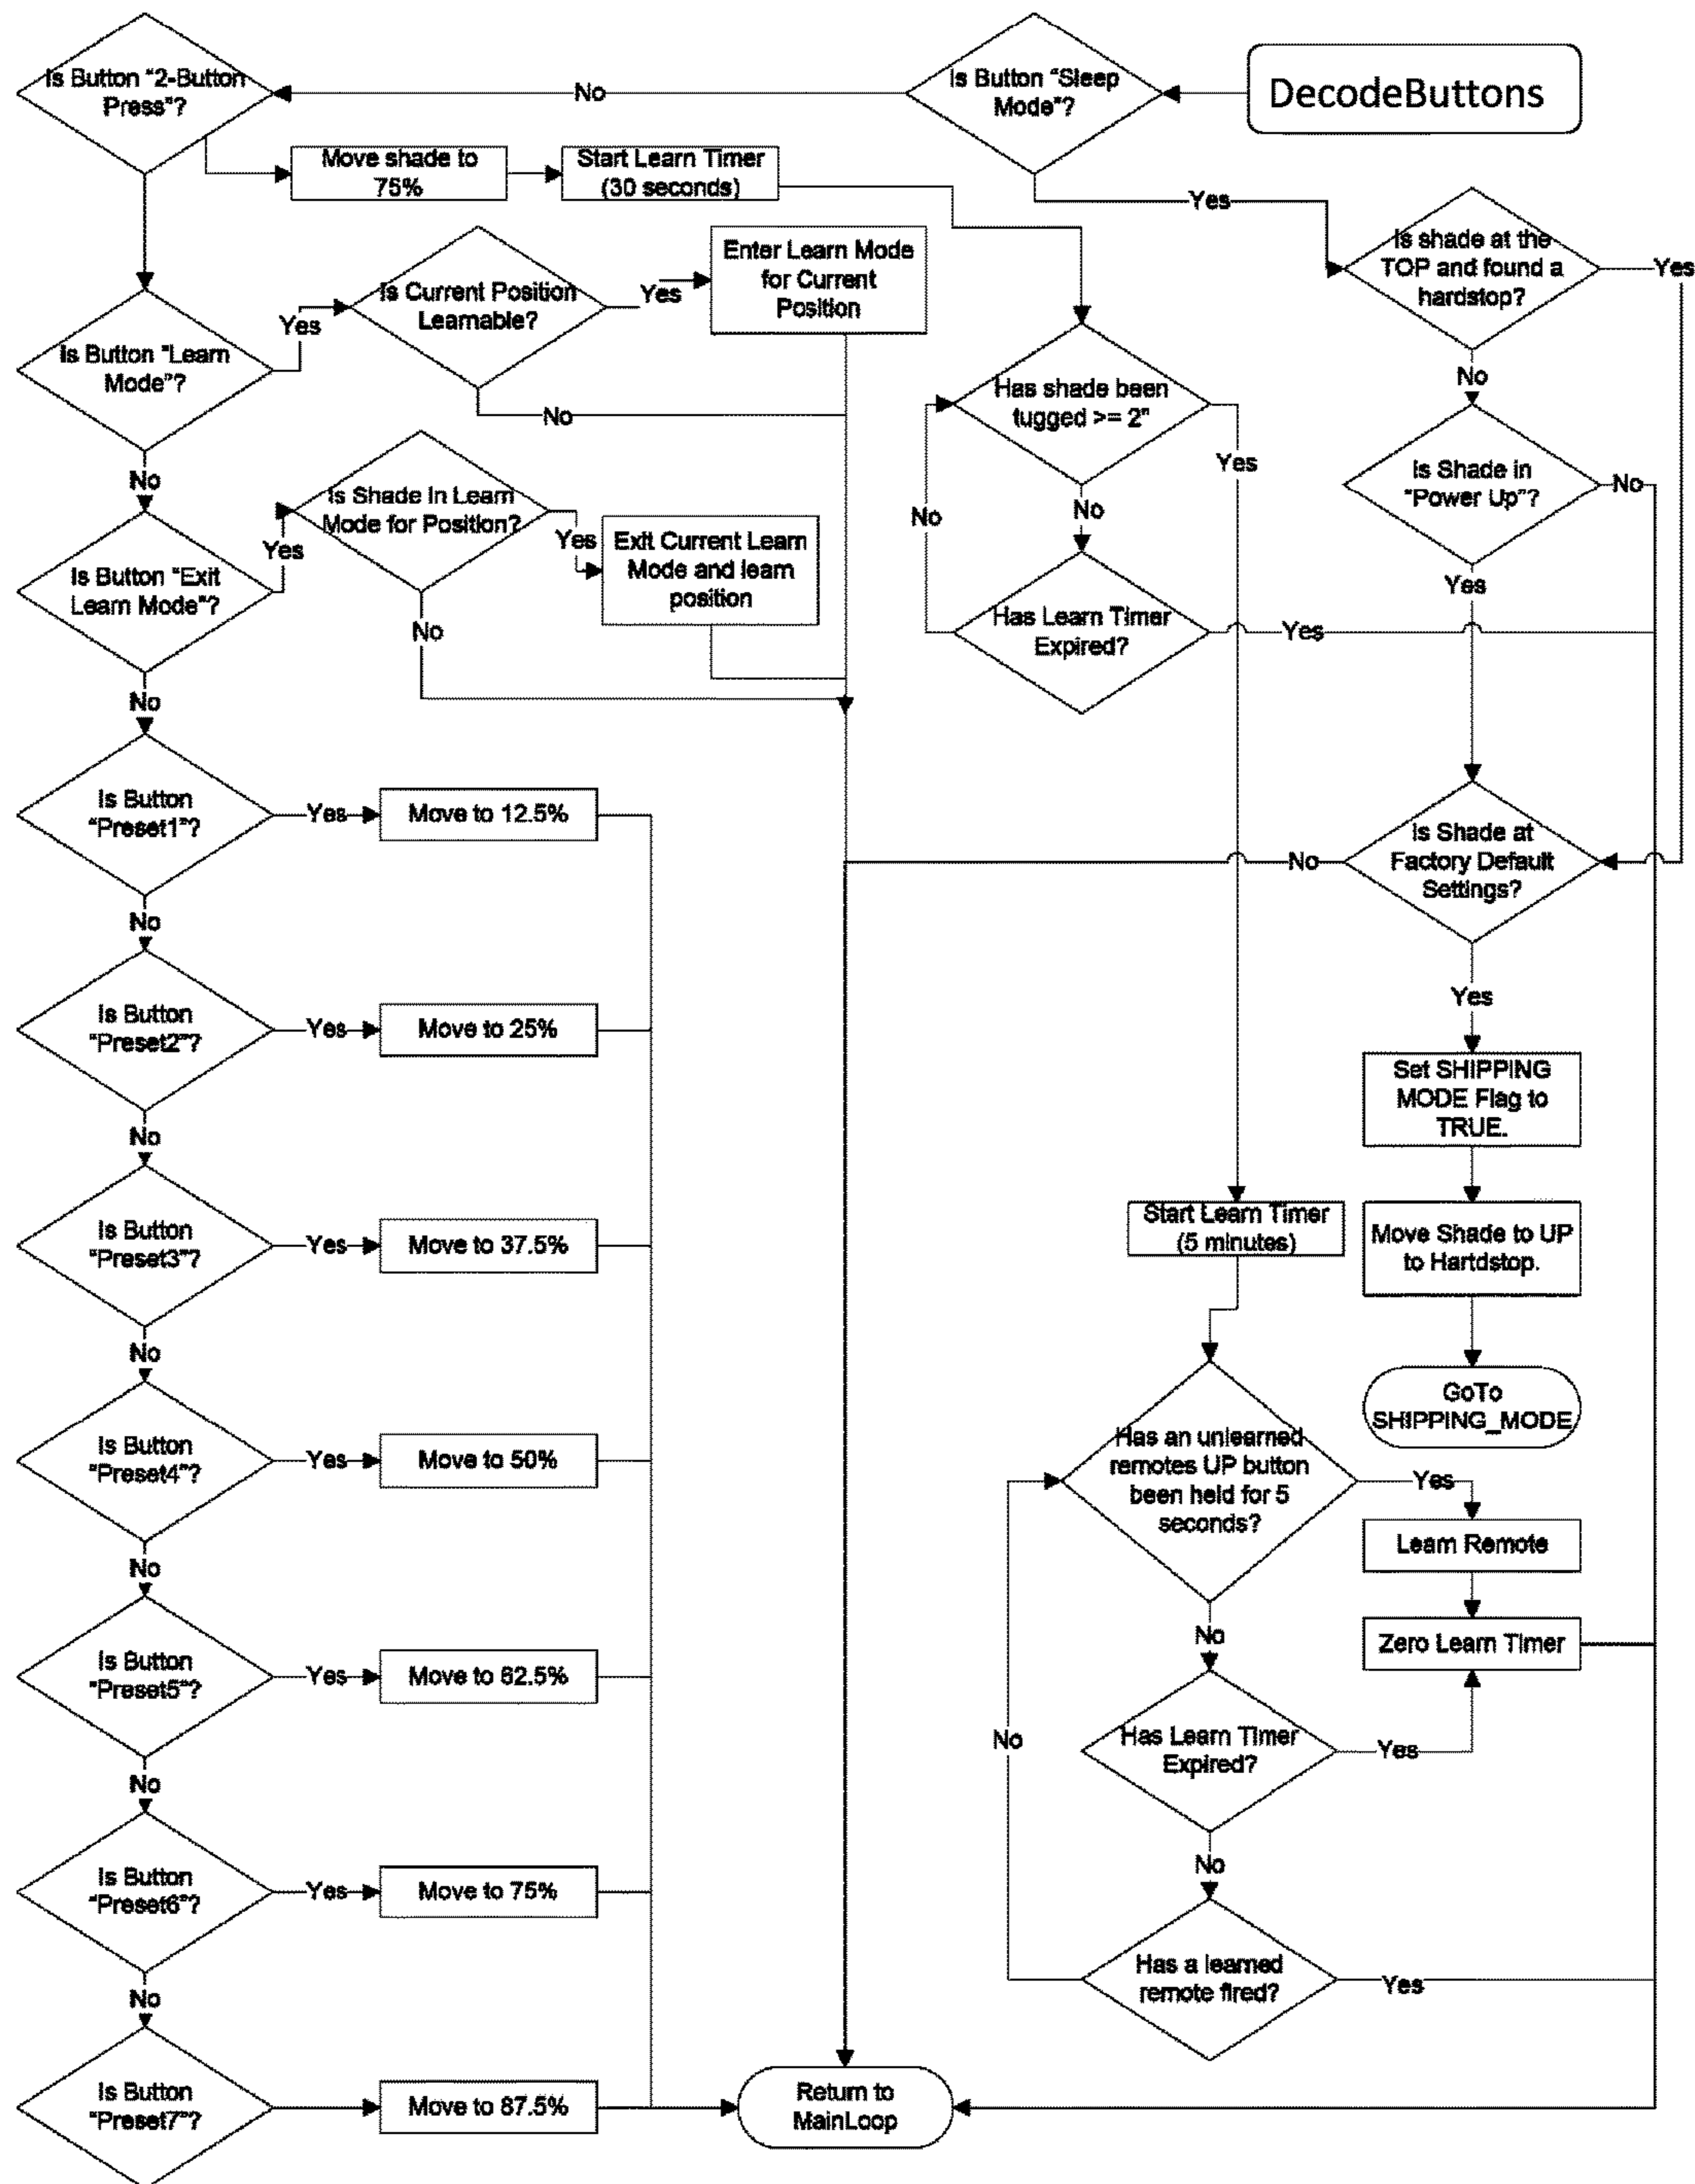 DecodeButtons
Is Button "Sleep
Mode"?
No
Is Button "2-Button
Press"?
Move shade to
75%
Start Learn Timer
(30 seconds)
Yes
Is shade at the
TOP and found a
hardstop?
Yes
No
Is Shade in
"Power Up"?
No
Yes
Is Button "Learn
Mode"?
Yes
Is Current Position
Learnable?
Yes
Enter Learn Mode
for Current
Position
No
Has shade been
tugged >= 2"
Yes
No
No
Has Learn Timer
Expired?
Yes
No
Is Button "Exit
Learn Mode"?
Yes
Is Shade in Learn
Mode for Position?
Yes
Exit Current Learn
Mode and learn
position
No
No
Is Button
"Preset1"?
Yes
Move to 12.5%
No
Is Shade at
Factory Default
Settings?
No
Yes
Set SHIPPING
MODE Flag to
TRUE.
Move Shade to UP
to Hartdstop.
GoTo
SHIPPING_MODE
Is Button
"Preset2"?
Yes
Move to 25%
No
Is Button
"Preset3"?
Yes
Move to 37.5%
No
Start Learn Timer
(5 minutes)
Has an unlearned
remotes UP button
been held for 5
seconds?
Yes
Learn Remote
Zero Learn Timer
No
Has Learn Timer
Expired?
Yes
No
No
Has a learned
remote fired?
Yes
Is Button
"Preset4"?
Yes
Move to 50%
No
Is Button
"Preset5"?
Yes
Move to 62.5%
No
Is Button
"Preset6"?
Yes
Move to 75%
No
Is Button
"Preset7"?
Move to 87.5%
Return to
MainLoop